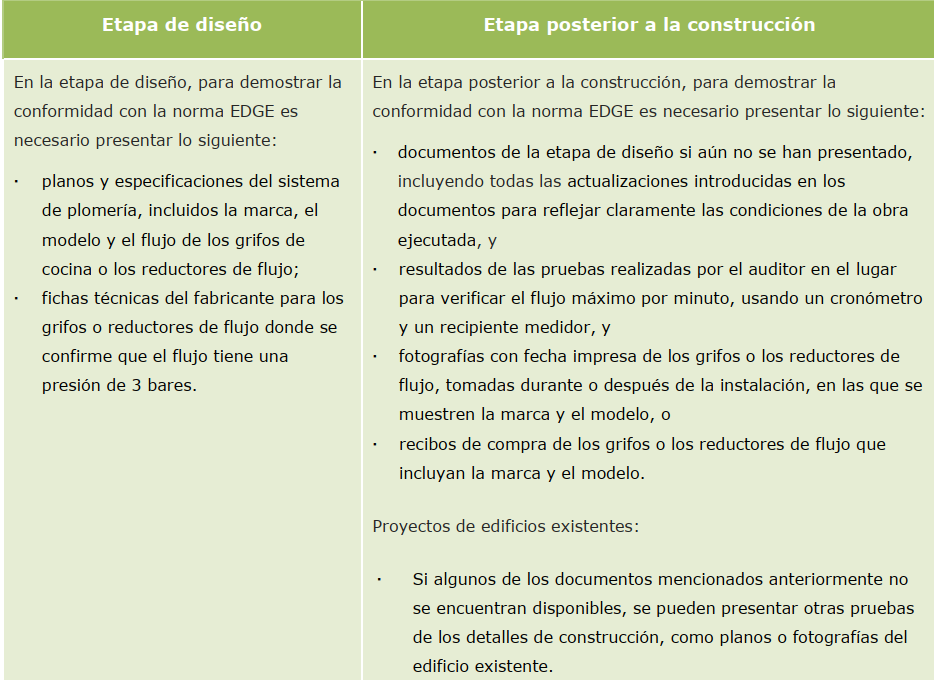 Etapa de diseño
Etapa posterior a la construcción
En la etapa de diseño, para demostrar la
conformidad con la norma EDGE es
necesario presentar lo siguiente:
· planos y especificaciones del sistema
de plomería, incluidos la marca, el
modelo y el flujo de los grifos de
cocina o los reductores de flujo;
· fichas técnicas del fabricante para los
grifos o reductores de flujo donde se
confirme que el flujo tiene una
presión de 3 bares.
En la etapa posterior a la construcción, para demostrar la
conformidad con la norma EDGE es necesario presentar lo siguiente:
· documentos de la etapa de diseño si aún no se han presentado,
incluyendo todas las actualizaciones introducidas en los
documentos para reflejar claramente las condiciones de la obra
ejecutada, y
· resultados de las pruebas realizadas por el auditor en el lugar
para verificar el flujo máximo por minuto, usando un cronómetro
y un recipiente medidor, y
· fotografías con fecha impresa de los grifos o los reductores de
flujo, tomadas durante o después de la instalación, en las que se
muestren la marca y el modelo, o
· recibos de compra de los grifos o los reductores de flujo que
incluyan la marca y el modelo.
Proyectos de edificios existentes:
· Si algunos de los documentos mencionados anteriormente no
se encuentran disponibles, se pueden presentar otras pruebas
de los detalles de construcción, como planos o fotografías del
edificio existente.